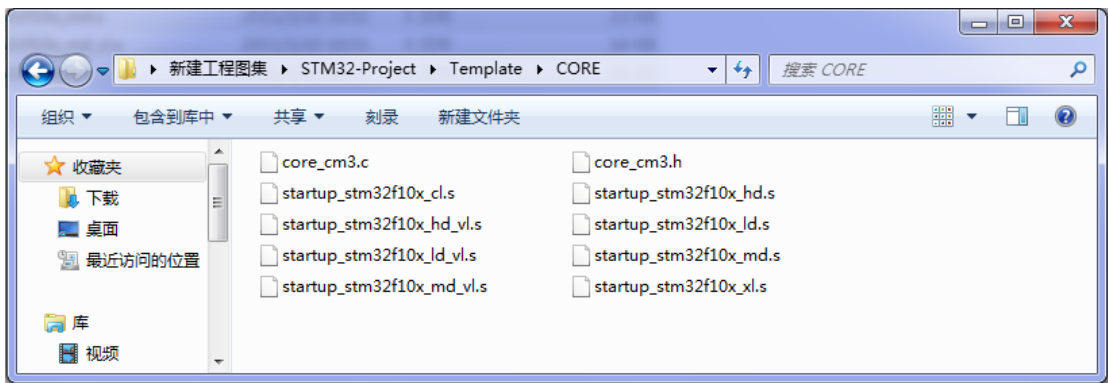 新建工程图集 ▸ STM32-Project ▸ Template ▸ CORE 搜索 CORE
组织 包含到库中 共享 刻录 新建文件夹
收藏夹
下载
桌面
最近访问的位置
库
视频
core_cm3.c core_cm3.h
startup_stm32f10x_cl.s startup_stm32f10x_hd.s
startup_stm32f10x_hd_vl.s startup_stm32f10x_ld.s
startup_stm32f10x_ld_vl.s startup_stm32f10x_md.s
startup_stm32f10x_md_vl.s startup_stm32f10x_xl.s